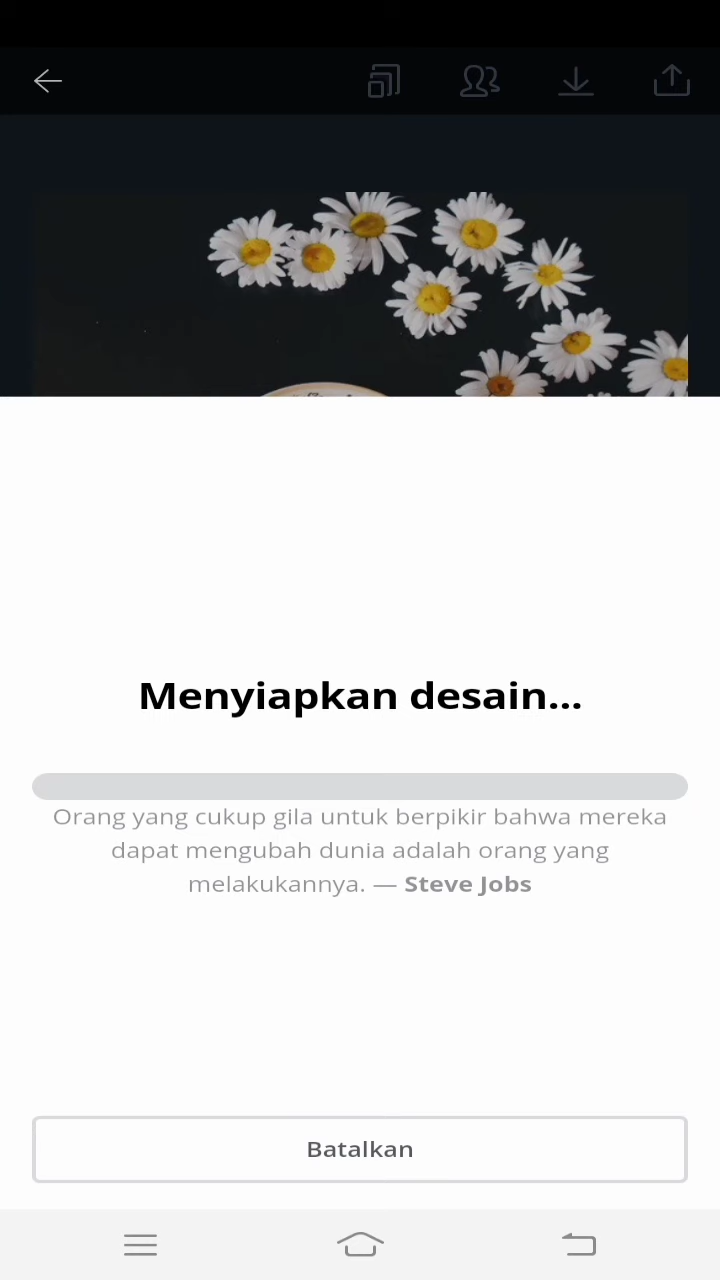 Menyiapkan desain...
Orang yang cukup gila untuk berpikir bahwa mereka
dapat mengubah dunia adalah orang yang
melakukannya. — Steve Jobs
Batalkan